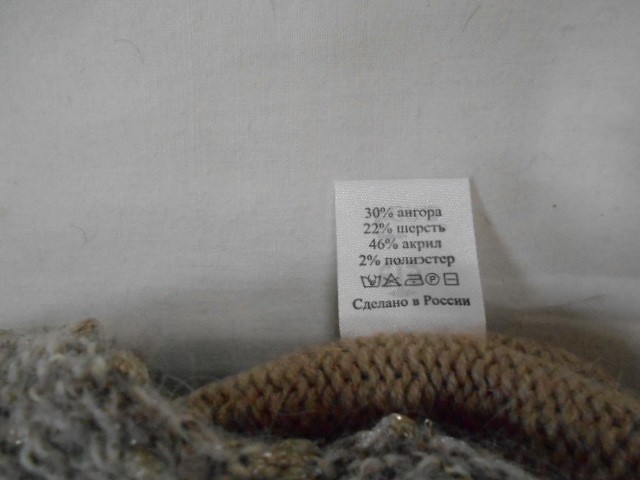 30% ангора
22% шерсть
46% акрил
2% полиэстер
Сделано в России